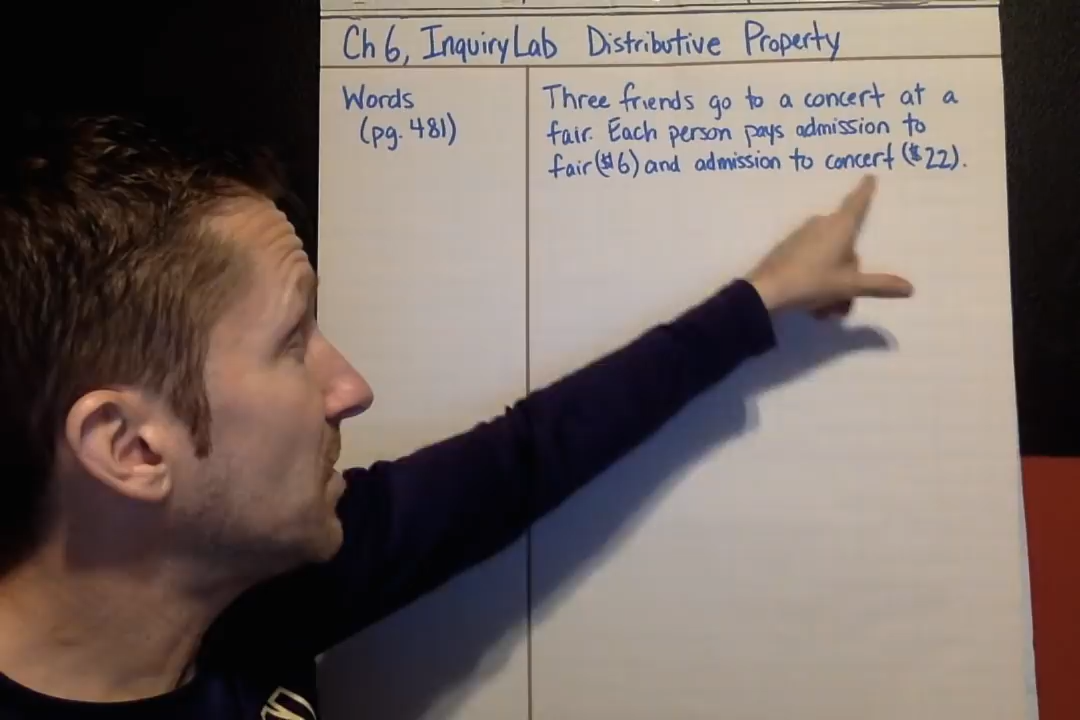 Ch 6, Inquiry Lab Distributive Property
Words
(pg. 481)
Three friends go to a concert at a
fair. Each person pays admission to
fair ($6) and admission to concert ($22).